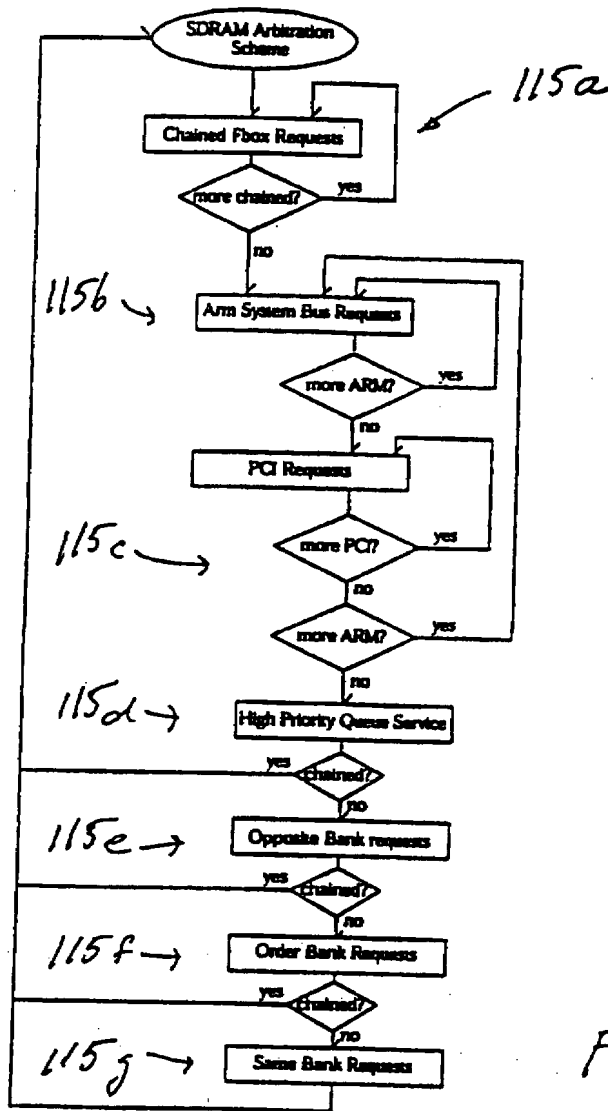 SDRAM Arbitration
Scheme
115a
Chained Fbox Requests
more chained?
yes
no
115b
Arm System Bus Requests
more ARM?
yes
no
PCI Requests
115c
more PCI?
yes
no
more ARM?
yes
no
115d
High Priority Queue Service
yes
chained?
no
115e
Opposite Bank requests
yes
chained?
no
115f
Order Bank Requests
yes
chained?
no
115g
Same Bank Requests
F